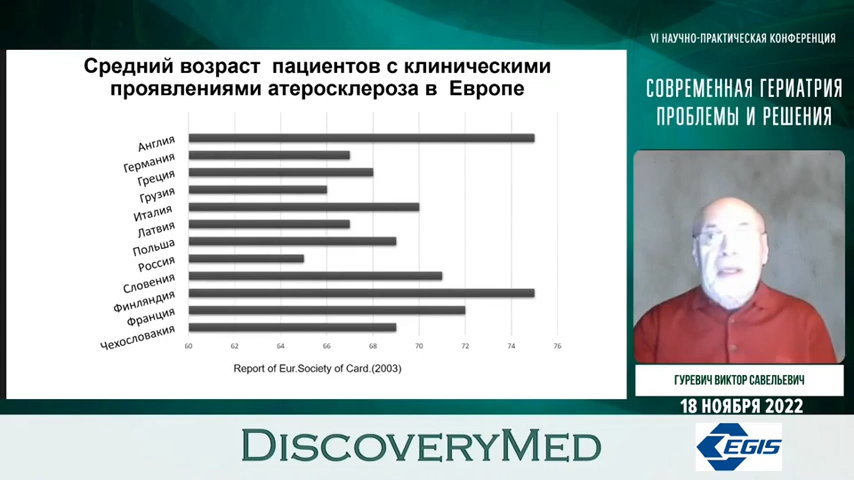 VI НАУЧНО-ПРАКТИЧЕСКАЯ КОНФЕРЕНЦИЯ
СОВРЕМЕННАЯ ГЕРИАТРИЯ
ПРОБЛЕМЫ И РЕШЕНИЯ
Средний возраст пациентов с клиническими
проявлениями атеросклероза в Европе
Англия
Германия
Греция
Грузия
Италия
Латвия
Польша
Россия
Словения
Финляндия
Франция
Чехословакия
60 62 64 66 68 70 72 74 76
Report of Eur.Society of Card.(2003)
ГУРЕВИЧ ВИКТОР САВЕЛЬЕВИЧ
18 НОЯБРЯ 2022
DISCOVERYMED
EGIS